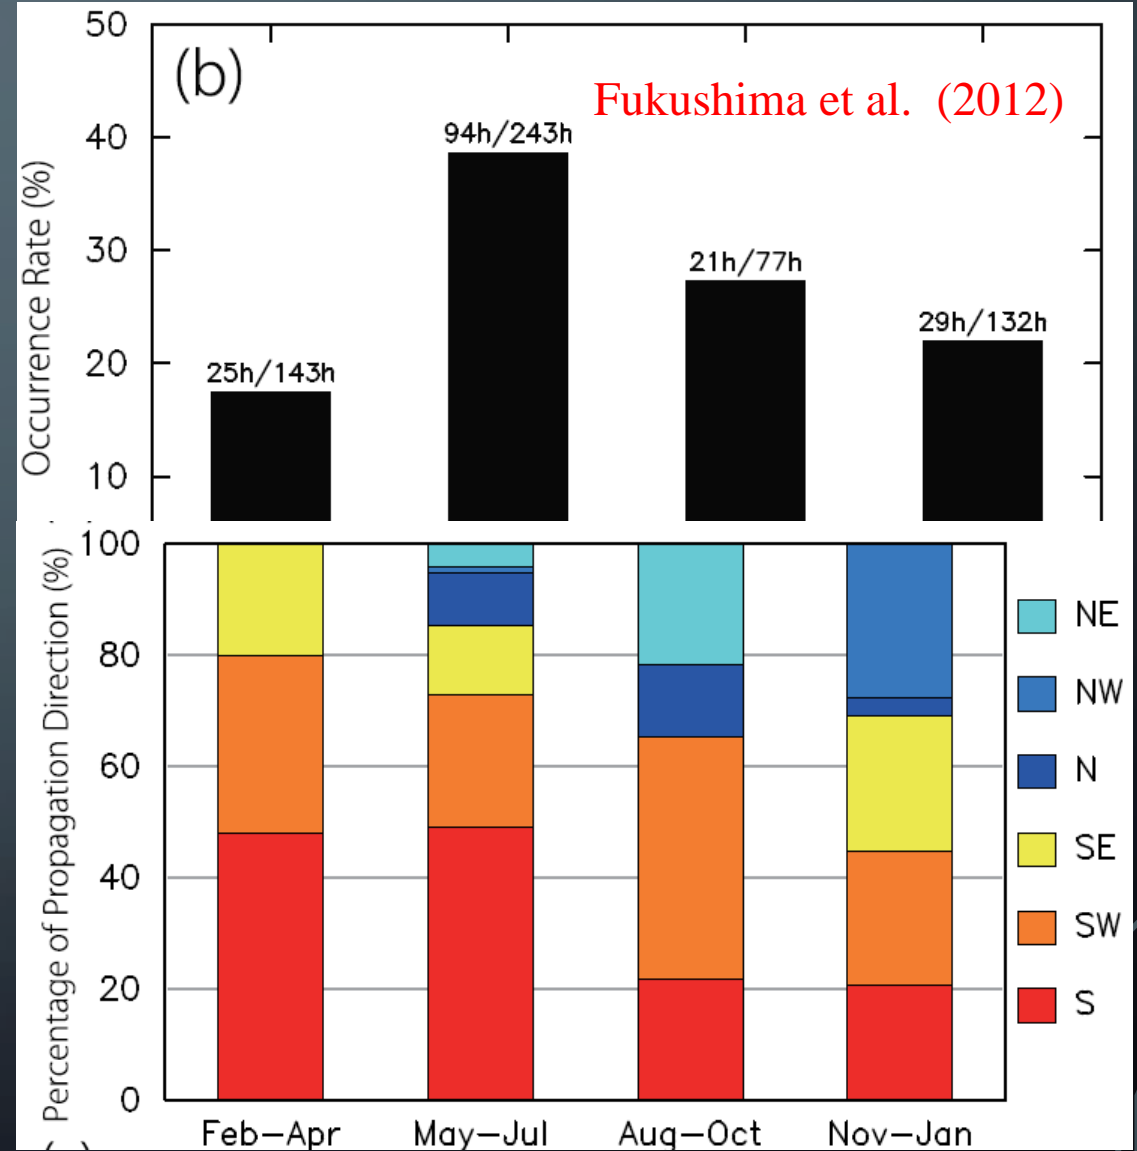 50
(b)
Fukushima et al. (2012)
94h/243h
40
30
21h/77h
29h/132h
20
25h/143h
10
Occurrence Rate (%)
100
80
60
40
20
0
Percentage of Propagation Direction (%)
NE
NW
N
SE
SW
S
Feb–Apr May–Jul Aug–Oct Nov–Jan